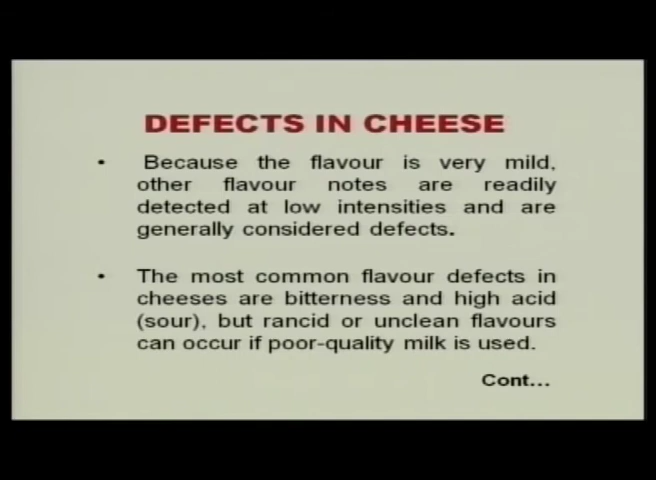 DEFECTS IN CHEESE
• Because the flavour is very mild,
other flavour notes are readily
detected at low intensities and are
generally considered defects.
• The most common flavour defects in
cheeses are bitterness and high acid
(sour), but rancid or unclean flavours
can occur if poor-quality milk is used.
Cont...